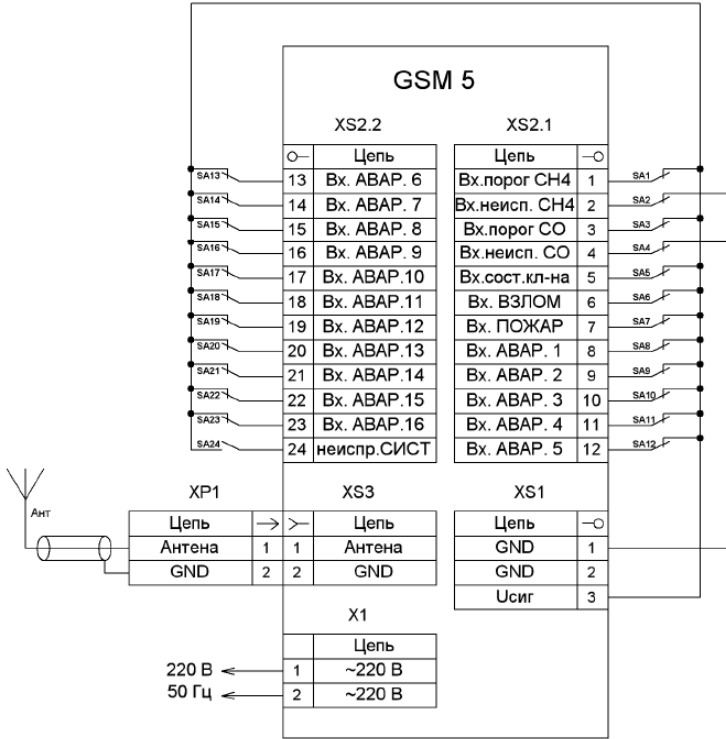 GSM 5
XS2.2
XS2.1
Цепь
Цепь
SA13 13 Вх. АВАР. 6
Вх.порог CH4 1 SA1
SA14 14 Вх. АВАР. 7
Вх.неисп. CH4 2 SA2
SA15 15 Вх. АВАР. 8
Вх.порог CO 3 SA3
SA16 16 Вх. АВАР. 9
Вх.неисп. CO 4 SA4
SA17 17 Вх. АВАР.10
Вх.сост.кл-на 5 SA5
SA18 18 Вх. АВАР.11
Вх. ВЗЛОМ 6 SA6
SA19 19 Вх. АВАР.12
Вх. ПОЖАР 7 SA7
SA20 20 Вх. АВАР.13
Вх. АВАР. 1 8 SA8
SA21 21 Вх. АВАР.14
Вх. АВАР. 2 9 SA9
SA22 22 Вх. АВАР.15
Вх. АВАР. 3 10 SA10
SA23 23 Вх. АВАР.16
Вх. АВАР. 4 11 SA11
SA24 24 неиспр.СИСТ
Вх. АВАР. 5 12 SA12
Ант
XP1
XS3
XS1
Цепь
Цепь
Цепь
Антена 1
1 Антена
GND 1
GND 2
2 GND
GND 2
Uсиг 3
X1
Цепь
220 В 1 ~220 В
50 Гц 2 ~220 В